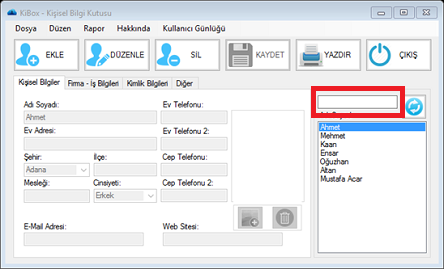 KiBox - Kişisel Bilgi Kutusu
Dosya Düzen Rapor Hakkında Kullanıcı Günlüğü
EKLE DÜZENLE SİL KAYDET YAZDIR ÇIKIŞ
Kişisel Bilgiler Firma - İş Bilgileri Kimlik Bilgileri Diğer
Adı Soyadı: Ev Telefonu:
Ahmet
Ev Adresi: Ev Telefonu 2:
Şehir: İlçe: Cep Telefonu:
Adana
Mesleği: Cinsiyeti: Cep Telefonu 2:
Erkek
E-Mail Adresi: Web Stesi:
Ahmet
Mehmet
Kaan
Ensar
Oğuzhan
Altan
Mustafa Acar